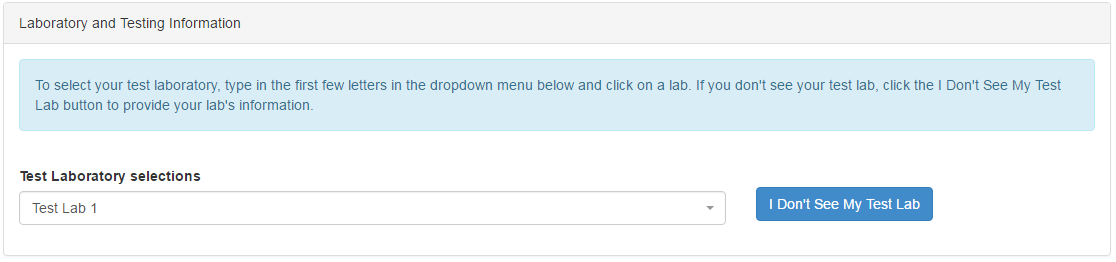 Laboratory and Testing Information
To select your test laboratory, type in the first few letters in the dropdown menu below and click on a lab. If you don't see your test lab, click the I Don't See My Test
Lab button to provide your lab's information.
Test Laboratory selections
Test Lab 1
I Don't See My Test Lab